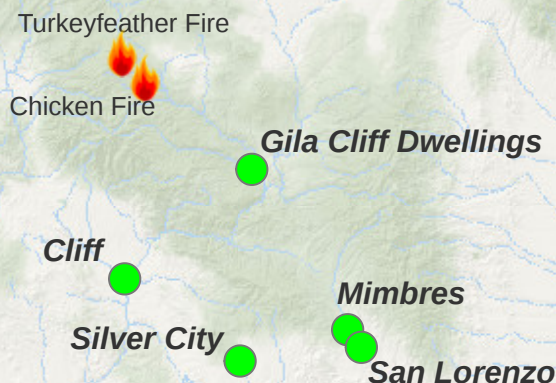 Turkeyfeather Fire
Chicken Fire
Gila Cliff Dwellings
Cliff
Mimbres
Silver City
San Lorenzo